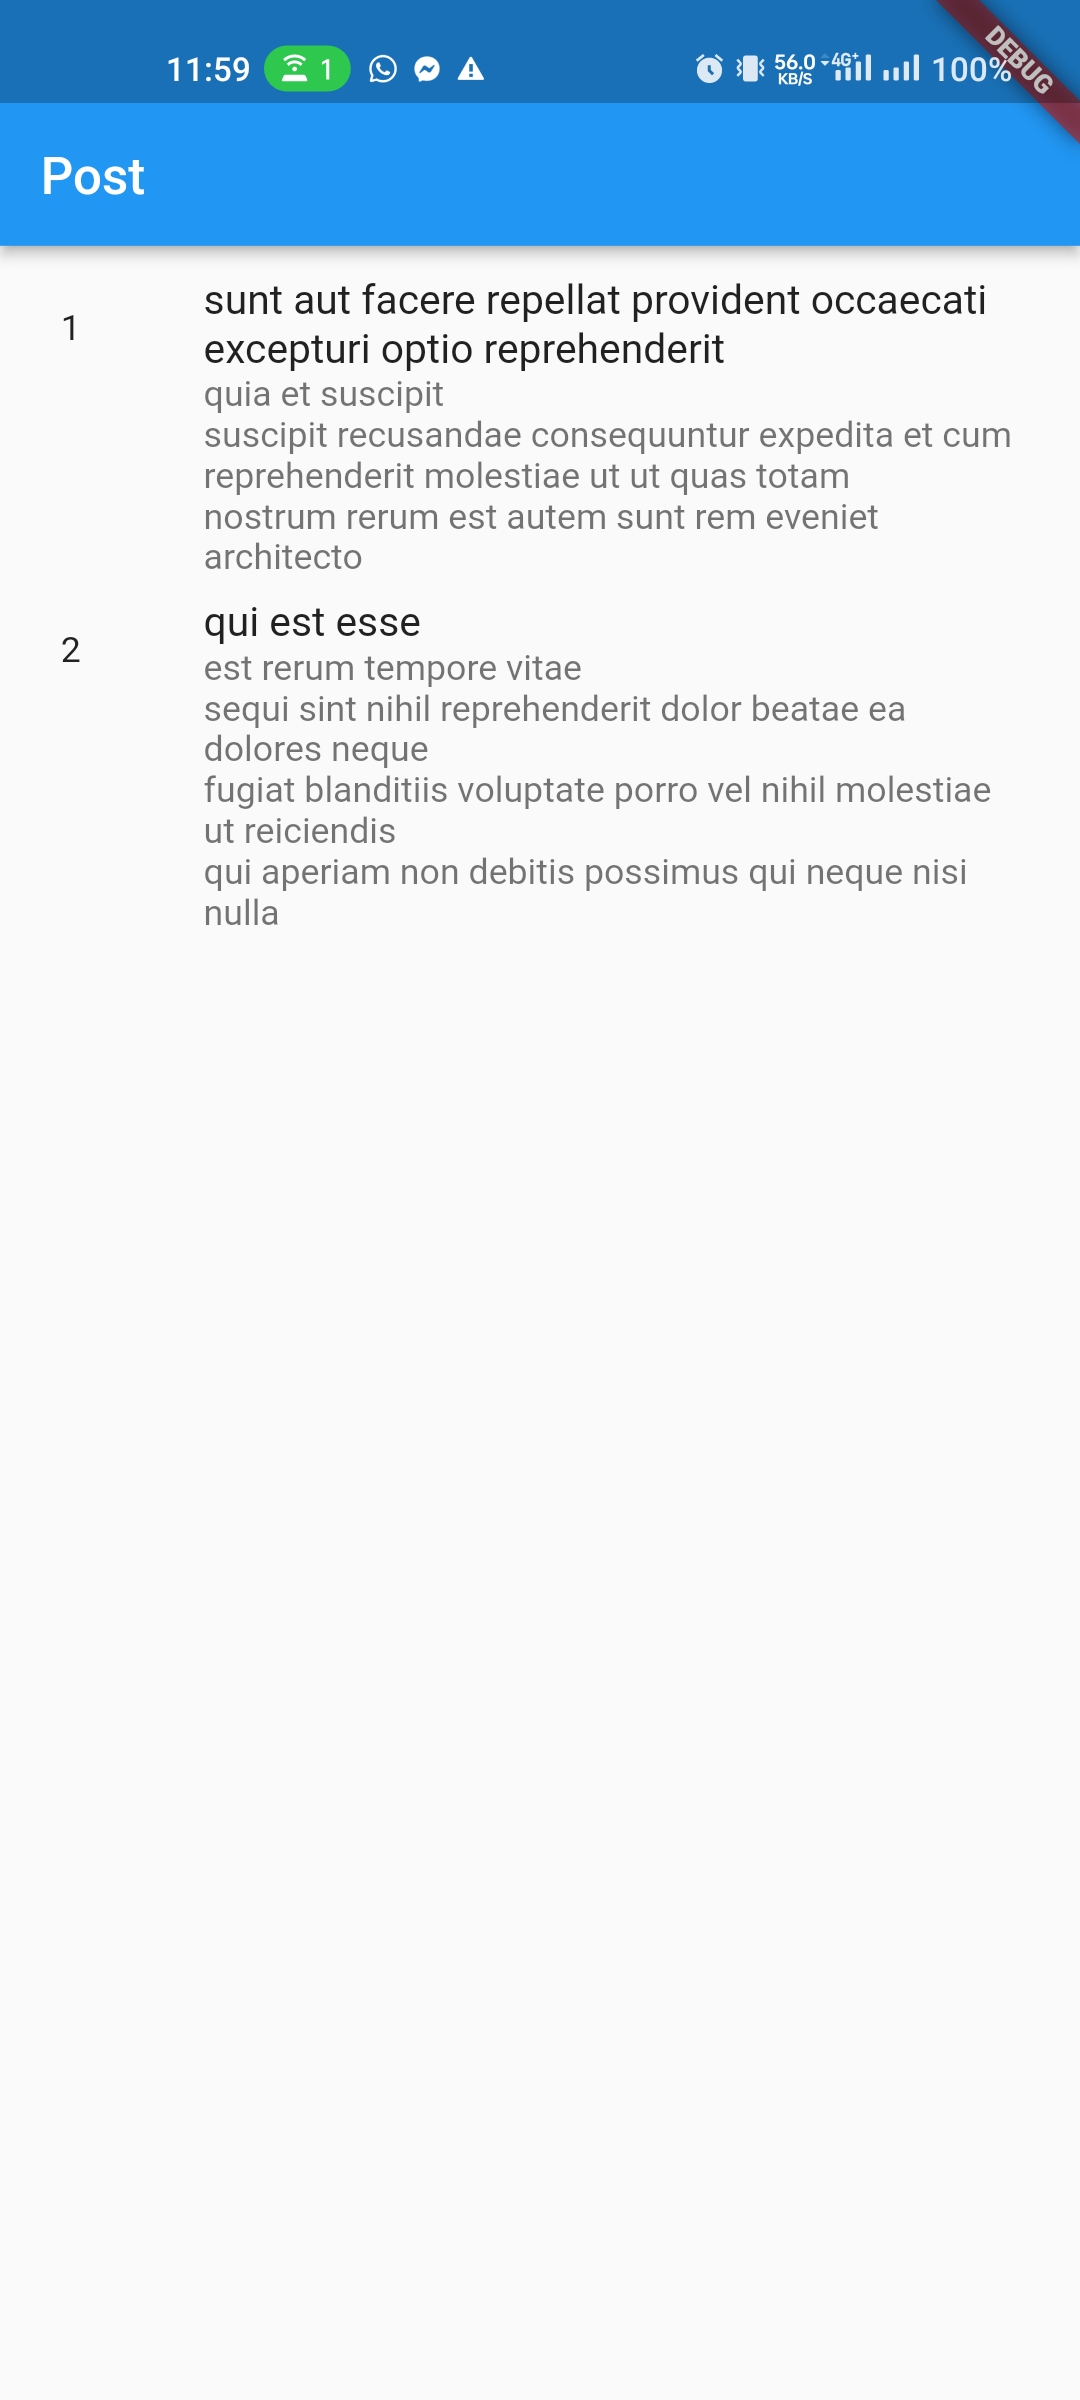 11:59 1 56.0 KB/S 4G+ 100%
DEBUG
Post
1
sunt aut facere repellat provident occaecati
excepturi optio reprehenderit
quia et suscipit
suscipit recusandae consequuntur expedita et cum
reprehenderit molestiae ut ut quas totam
nostrum rerum est autem sunt rem eveniet
architecto
2
qui est esse
est rerum tempore vitae
sequi sint nihil reprehenderit dolor beatae ea
dolores neque
fugiat blanditiis voluptate porro vel nihil molestiae
ut reiciendis
qui aperiam non debitis possimus qui neque nisi
nulla